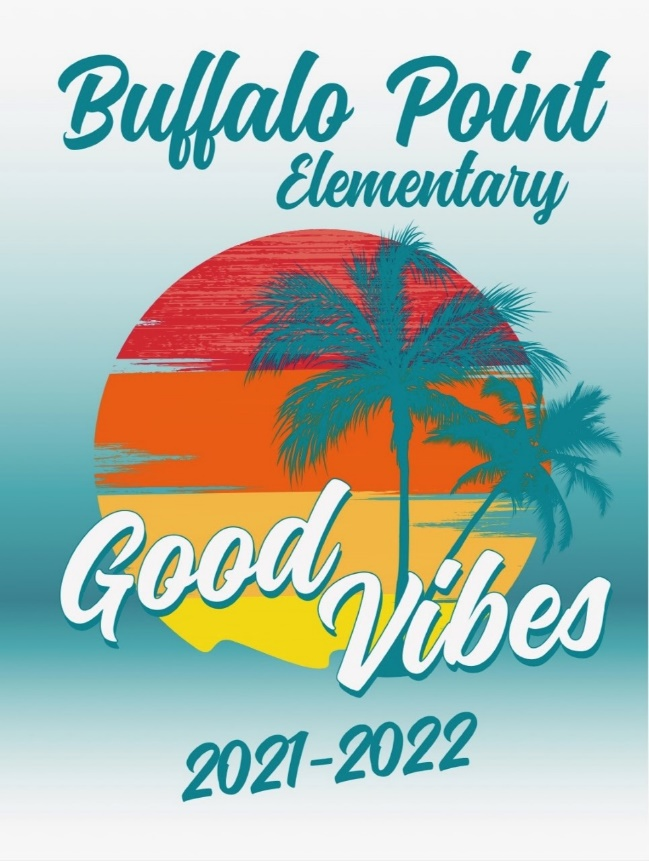 Buffalo Point
Elementary
Good
Vibes
2021-2022